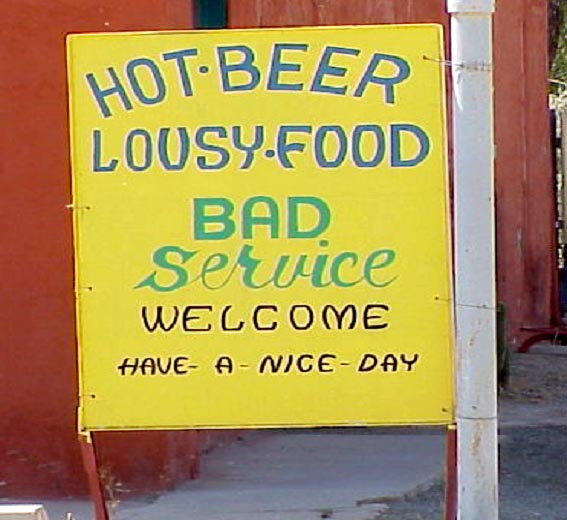 HOT·BEER
LOUSY·FOOD
BAD
Service
WELCOME
HAVE- A- NICE- DAY